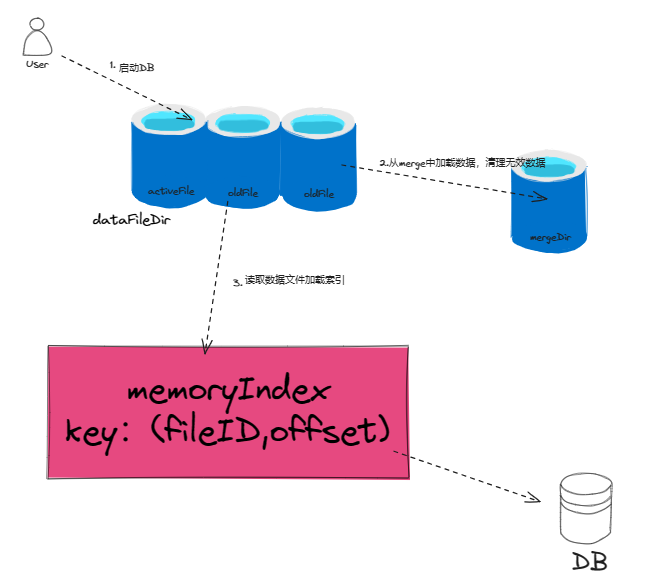 User
1. 启动DB
activeFile
oldFile
oldFile
2.从merge中加载数据，清理无效数据
dataFileDir
mergeDir
3. 读取数据文件加载索引
memoryIndex
key: (fileID,offset)
DB